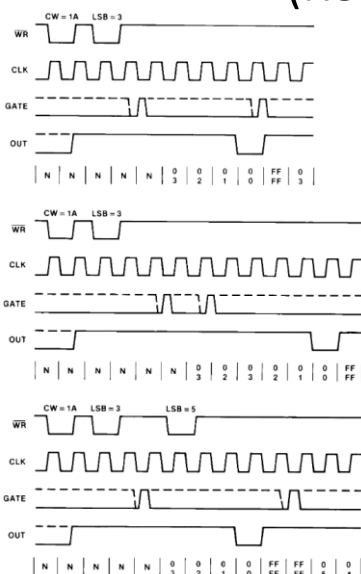 CW = 1A LSB = 3
WR
CLK
GATE
OUT
N N N N N 0 0 0 0 FF 0
3 2 1 0 FF 3
CW = 1A LSB = 3
WR
CLK
GATE
OUT
N N N N N N 0 0 0 0 0 0 FF
3 2 3 2 1 0 FF
CW = 1A LSB = 3 LSB = 5
WR
CLK
GATE
OUT
N N N N N 0 0 0 0 FF FF 0 0
3 2 1 0 FF FF 5 4